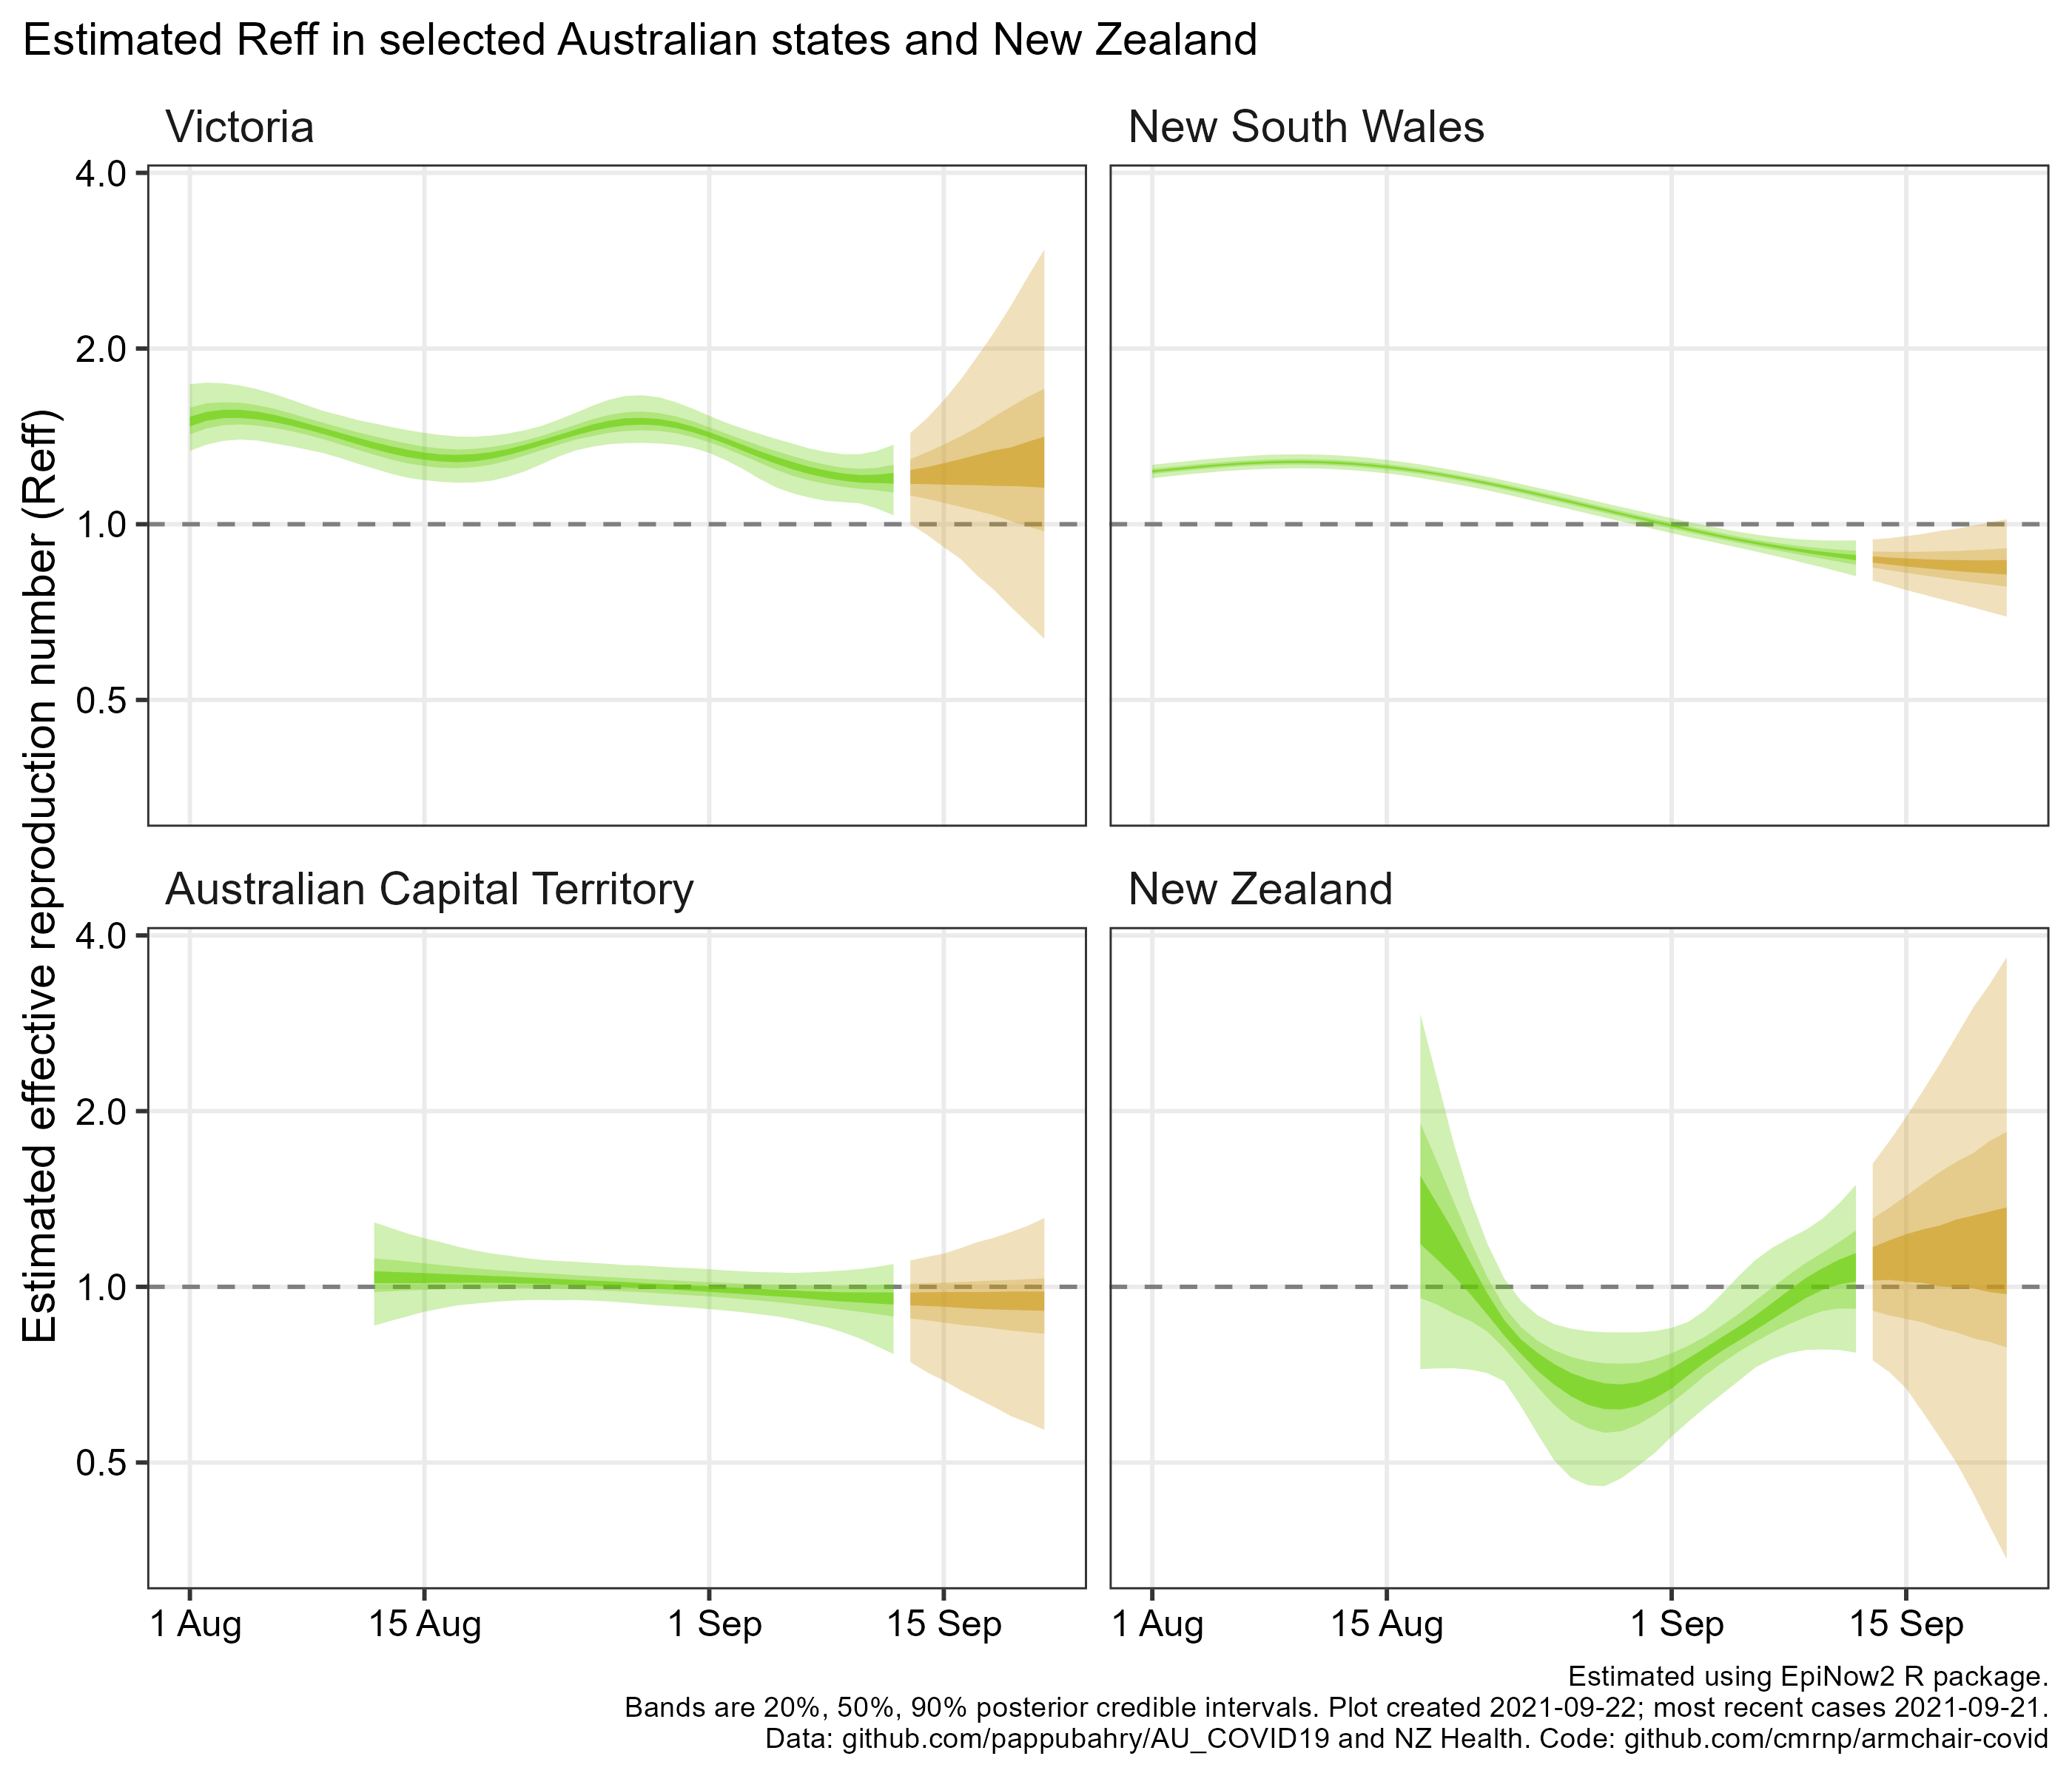 Estimated Reff in selected Australian states and New Zealand
Estimated effective reproduction number (Reff)
Victoria
New South Wales
4.0
2.0
1.0
0.5
Australian Capital Territory
New Zealand
4.0
2.0
1.0
0.5
1 Aug 15 Aug 1 Sep 15 Sep
1 Aug 15 Aug 1 Sep 15 Sep
Estimated using EpiNow2 R package.
Bands are 20%, 50%, 90% posterior credible intervals. Plot created 2021-09-22; most recent cases 2021-09-21.
Data: github.com/pappubahry/AU_COVID19 and NZ Health. Code: github.com/cmrnp/armchair-covid